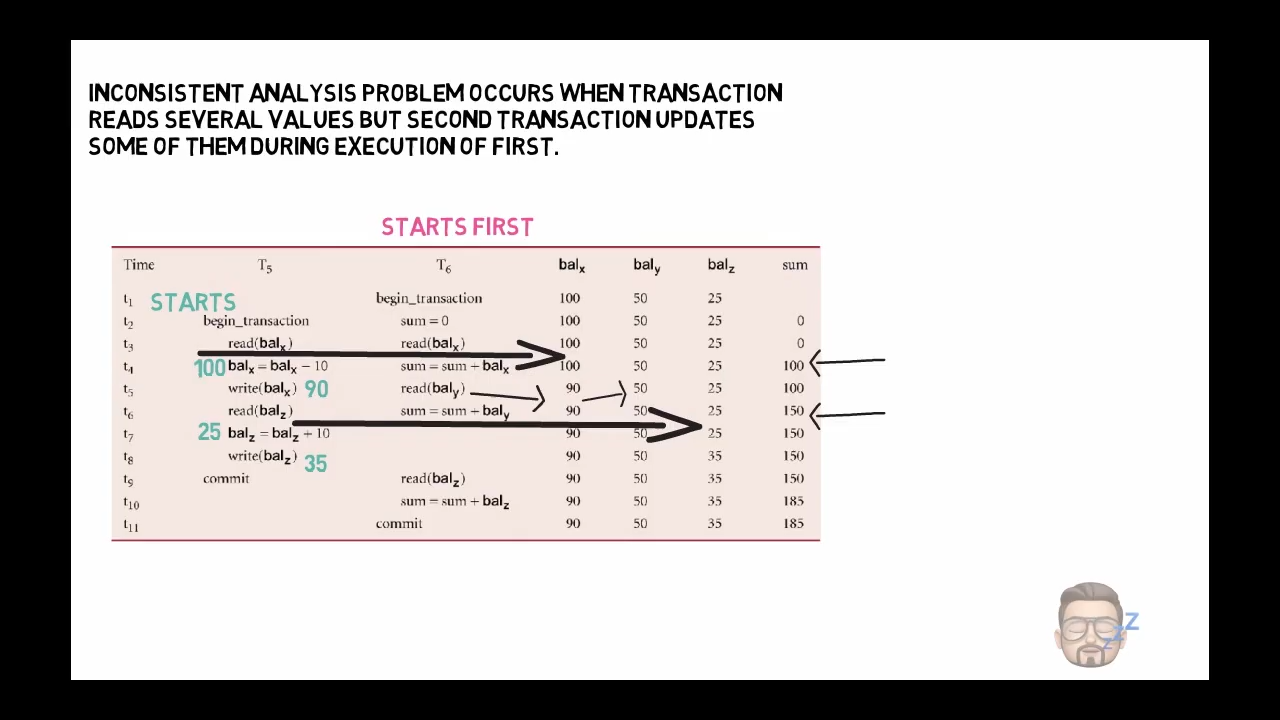 INCONSISTENT ANALYSIS PROBLEM OCCURS WHEN TRANSACTION
READS SEVERAL VALUES BUT SECOND TRANSACTION UPDATES
SOME OF THEM DURING EXECUTION OF FIRST.
STARTS FIRST
Time T5 T6 balx baly balz sum
t1 STARTS begin_transaction 100 50 25
t2 begin_transaction sum = 0 100 50 25 0
t3 read(balx) read(balx) 100 50 25 0
t4 100 balx = balx − 10 sum = sum + balx 100 50 25 100
t5 write(balx) 90 read(baly) 90 50 25 100
t6 read(balz) sum = sum + baly 90 50 25 150
t7 25 balz = balz + 10 90 50 25 150
t8 write(balz) 35 90 50 35 150
t9 commit read(balz) 90 50 35 150
t10 sum = sum + balz 90 50 35 185
t11 commit 90 50 35 185
Z Z Z